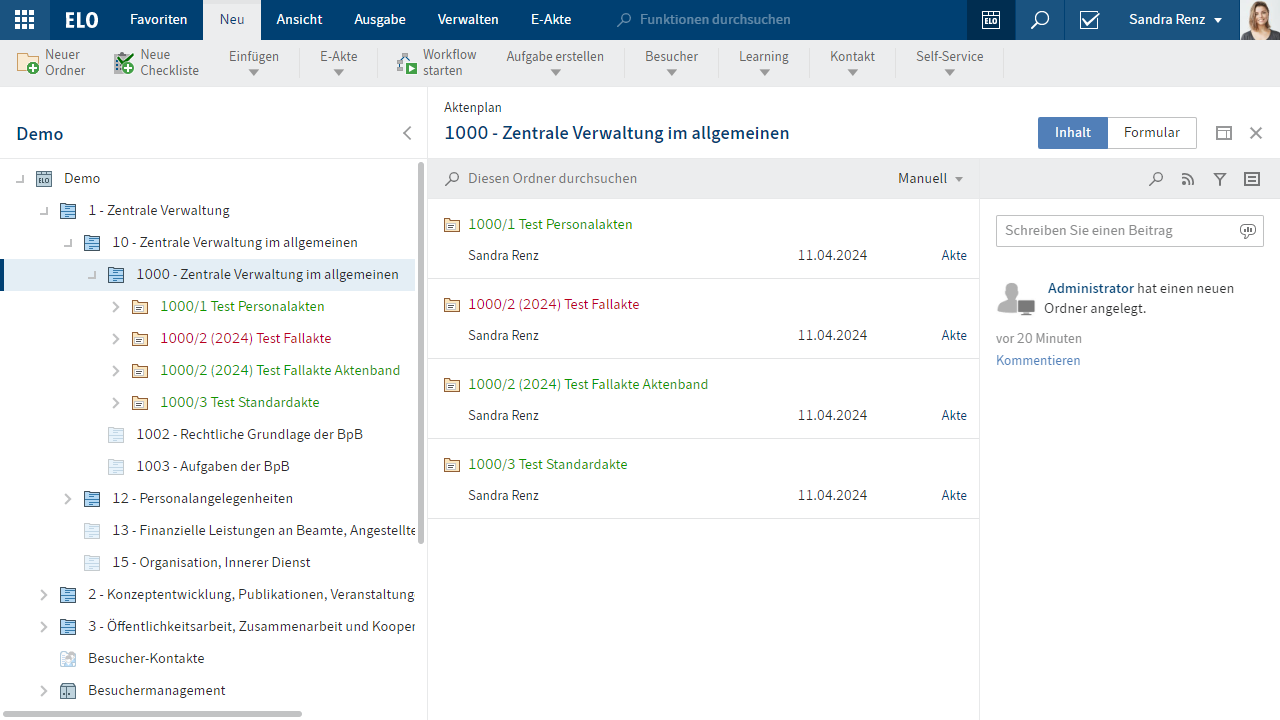 ELO Favoriten Neu Ansicht Ausgabe Verwalten E-Akte Funktionen durchsuchen ELO Sandra Renz
Neuer Ordner
Neue Checkliste
Einfügen
E-Akte
Workflow starten
Aufgabe erstellen
Besucher
Learning
Kontakt
Self-Service
Demo
Aktenplan
1000 - Zentrale Verwaltung im allgemeinen
Inhalt Formular
ELO Demo
1 - Zentrale Verwaltung
10 - Zentrale Verwaltung im allgemeinen
1000 - Zentrale Verwaltung im allgemeinen
1000/1 Test Personalakten
1000/2 (2024) Test Fallakte
1000/2 (2024) Test Fallakte Aktenband
1000/3 Test Standardakte
1002 - Rechtliche Grundlage der BpB
1003 - Aufgaben der BpB
12 - Personalangelegenheiten
13 - Finanzielle Leistungen an Beamte, Angestellte
15 - Organisation, Innerer Dienst
2 - Konzeptentwicklung, Publikationen, Veranstaltung
3 - Öffentlichkeitsarbeit, Zusammenarbeit und Kooper
Besucher-Kontakte
Besuchermanagement
Diesen Ordner durchsuchen Manuell
1000/1 Test Personalakten
Sandra Renz 11.04.2024 Akte
1000/2 (2024) Test Fallakte
Sandra Renz 11.04.2024 Akte
1000/2 (2024) Test Fallakte Aktenband
Sandra Renz 11.04.2024 Akte
1000/3 Test Standardakte
Sandra Renz 11.04.2024 Akte
Schreiben Sie einen Beitrag
Administrator hat einen neuen
Ordner angelegt.
vor 20 Minuten
Kommentieren